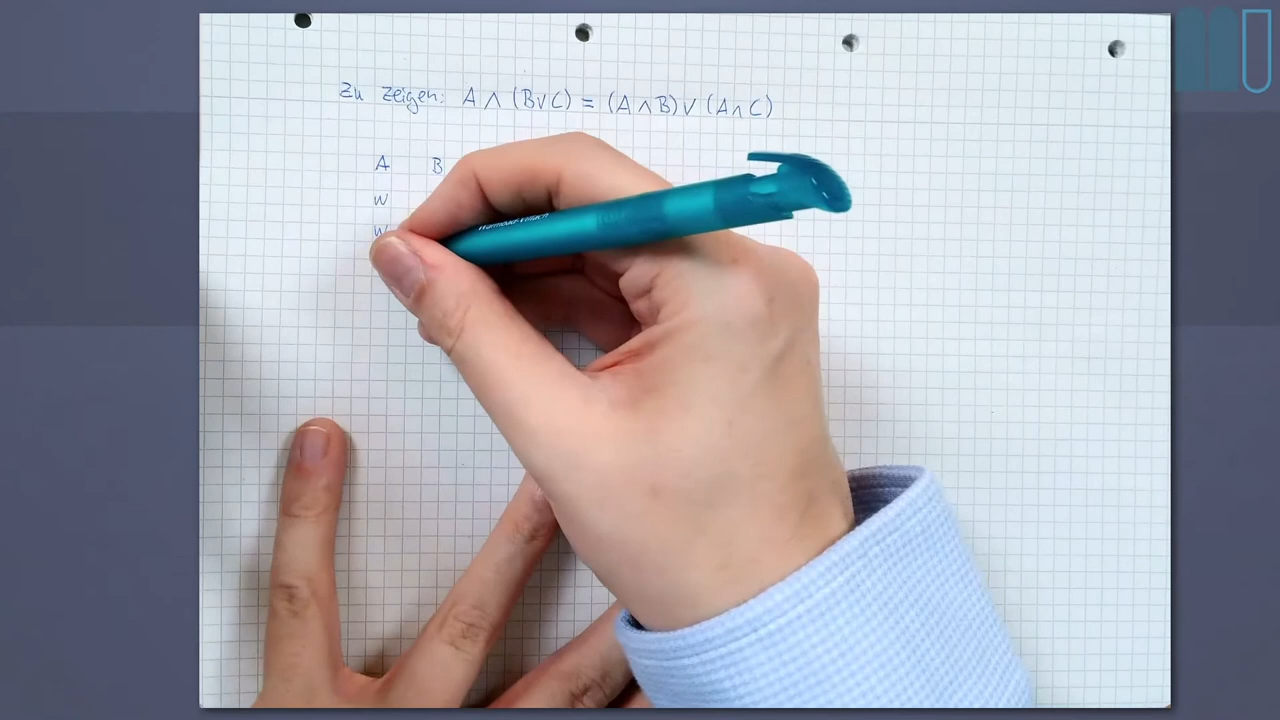 Zu zeigen: A ∧ (B∨C) = (A ∧ B) ∨ (A ∧ C)
A B
W
W